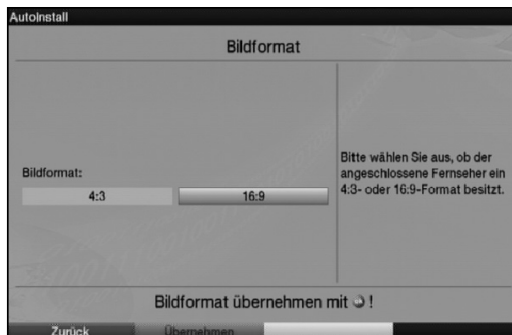 Autoinstall
Bildformat
Bildformat:
4:3
16:9
Bitte wählen Sie aus, ob der
angeschlossene Fernseher ein
4:3- oder 16:9-Format besitzt.
Bildformat übernehmen mit !
Zurück
Übernehmen